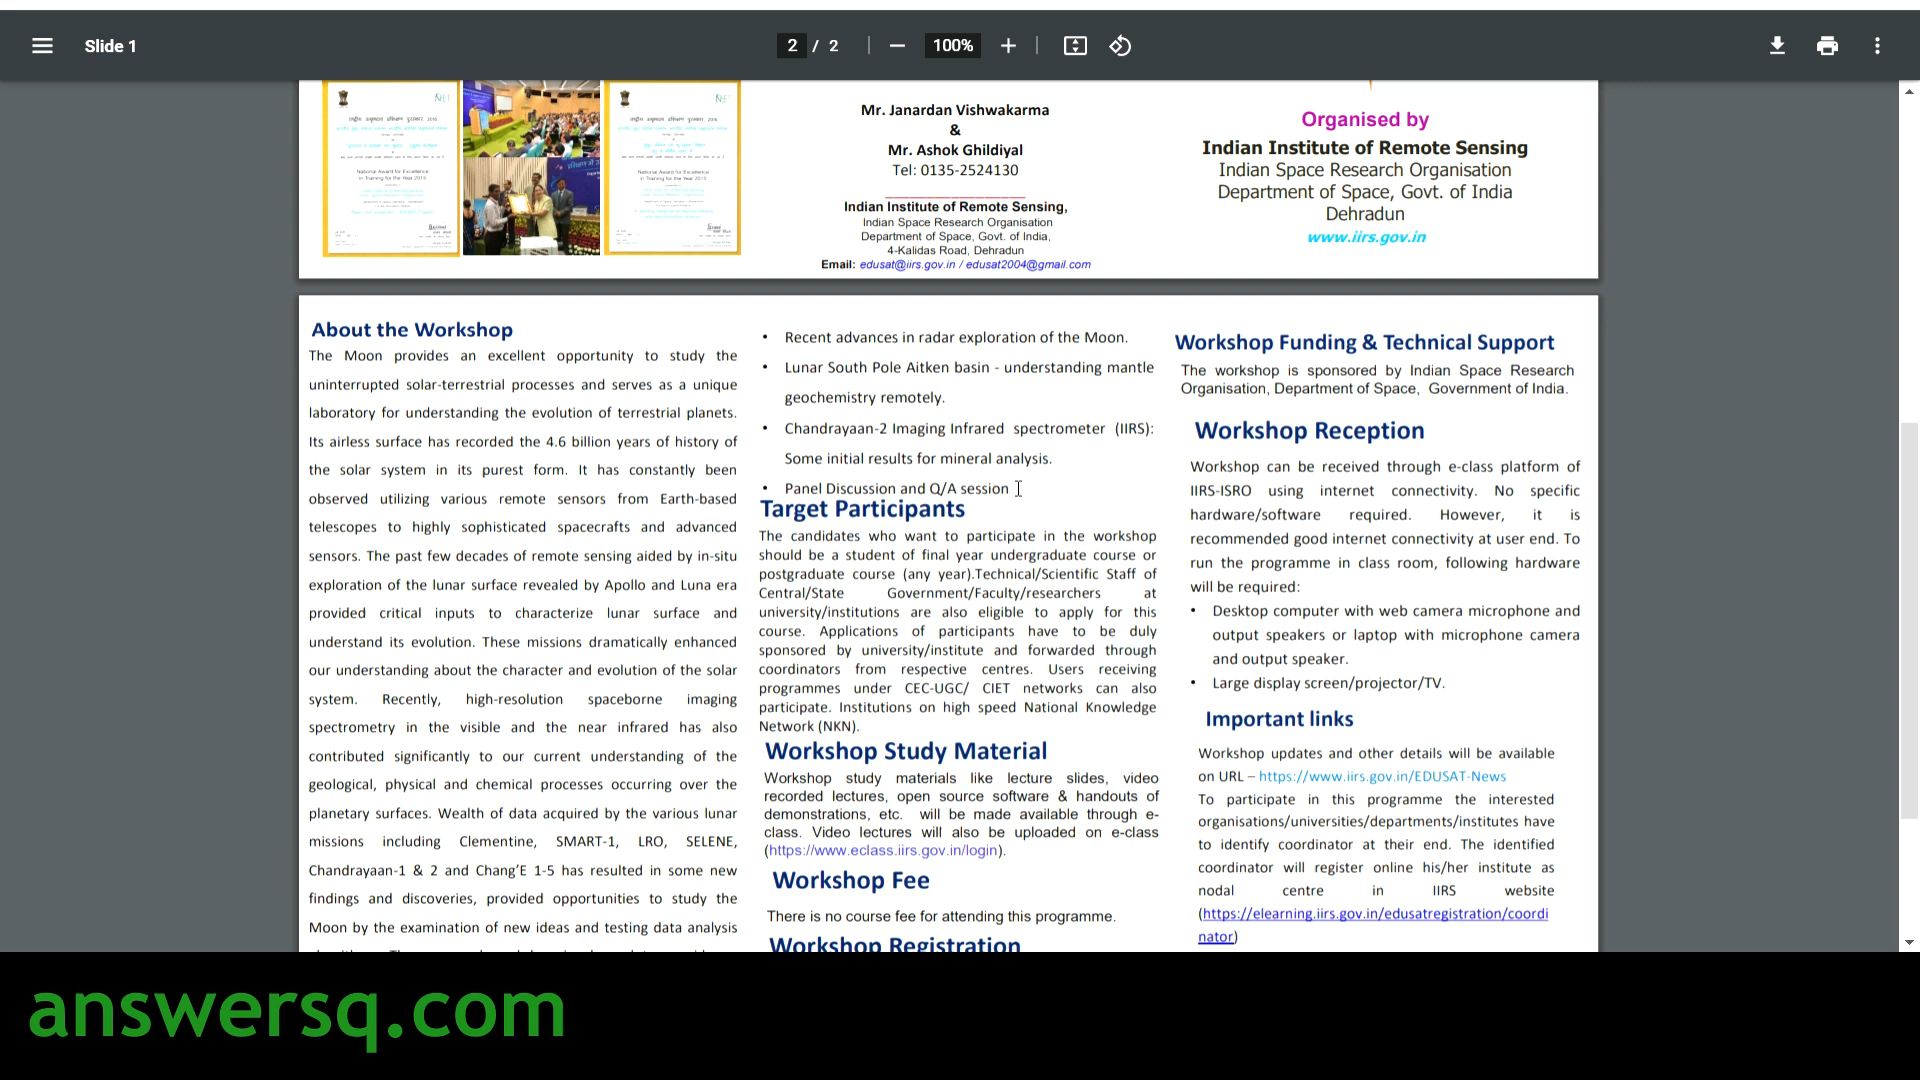 Slide 1
2 / 2
100%
राष्ट्रीय अनुसंधान प्रशिक्षण पुरस्कार, 2015
National Award for Excellence
in Training for the Year 2015
National Award for Excellence
in Training for the Year 2015
Mr. Janardan Vishwakarma
&
Mr. Ashok Ghildiyal
Tel: 0135-2524130
Indian Institute of Remote Sensing,
Indian Space Research Organisation
Department of Space, Govt. of India,
4-Kalidas Road, Dehradun
Email: edusat@iirs.gov.in / edusat2004@gmail.com
Organised by
Indian Institute of Remote Sensing
Indian Space Research Organisation
Department of Space, Govt. of India
Dehradun
www.iirs.gov.in
About the Workshop
The Moon provides an excellent opportunity to study the
uninterrupted solar-terrestrial processes and serves as a unique
laboratory for understanding the evolution of terrestrial planets.
Its airless surface has recorded the 4.6 billion years of history of
the solar system in its purest form. It has constantly been
observed utilizing various remote sensors from Earth-based
telescopes to highly sophisticated spacecrafts and advanced
sensors. The past few decades of remote sensing aided by in-situ
exploration of the lunar surface revealed by Apollo and Luna era
provided critical inputs to characterize lunar surface and
understand its evolution. These missions dramatically enhanced
our understanding about the character and evolution of the solar
system. Recently, high-resolution spaceborne imaging
spectrometry in the visible and the near infrared has also
contributed significantly to our current understanding of the
geological, physical and chemical processes occurring over the
planetary surfaces. Wealth of data acquired by the various lunar
missions including Clementine, SMART-1, LRO, SELENE,
Chandrayaan-1 & 2 and Chang'E 1-5 has resulted in some new
findings and discoveries, provided opportunities to study the
Moon by the examination of new ideas and testing data analysis
• Recent advances in radar exploration of the Moon.
• Lunar South Pole Aitken basin - understanding mantle
geochemistry remotely.
• Chandrayaan-2 Imaging Infrared spectrometer (IIRS):
Some initial results for mineral analysis.
• Panel Discussion and Q/A session
Target Participants
The candidates who want to participate in the workshop
should be a student of final year undergraduate course or
postgraduate course (any year).Technical/Scientific Staff of
Central/State Government/Faculty/researchers at
university/institutions are also eligible to apply for this
course. Applications of participants have to be duly
sponsored by university/institute and forwarded through
coordinators from respective centres. Users receiving
programmes under CEC-UGC/ CIET networks can also
participate. Institutions on high speed National Knowledge
Network (NKN).
Workshop Study Material
Workshop study materials like lecture slides, video
recorded lectures, open source software & handouts of
demonstrations, etc. will be made available through e-
class. Video lectures will also be uploaded on e-class
(https://www.eclass.iirs.gov.in/login).
Workshop Fee
There is no course fee for attending this programme.
Workshop Registration
Workshop Funding & Technical Support
The workshop is sponsored by Indian Space Research
Organisation, Department of Space, Government of India.
Workshop Reception
Workshop can be received through e-class platform of
IIRS-ISRO using internet connectivity. No specific
hardware/software required. However, it is
recommended good internet connectivity at user end. To
run the programme in class room, following hardware
will be required:
• Desktop computer with web camera microphone and
output speakers or laptop with microphone camera
and output speaker.
• Large display screen/projector/TV.
Important links
Workshop updates and other details will be available
on URL – https://www.iirs.gov.in/EDUSAT-News
To participate in this programme the interested
organisations/universities/departments/institutes have
to identify coordinator at their end. The identified
coordinator will register online his/her institute as
nodal centre in IIRS website
(https://elearning.iirs.gov.in/edusatregistration/coordi
nator)
answersq.com